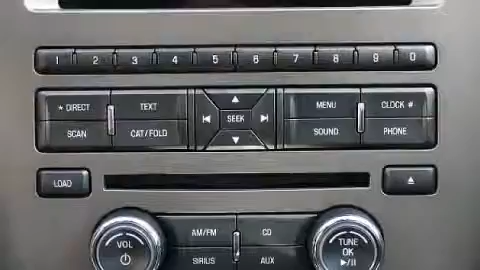 1 2 3 4 5 6 7 8 9 0
* DIRECT TEXT MENU CLOCK #
SEEK
SCAN CAT/FOLD SOUND PHONE
LOAD
AM/FM CD
VOL TUNE
OK
SIRIUS AUX